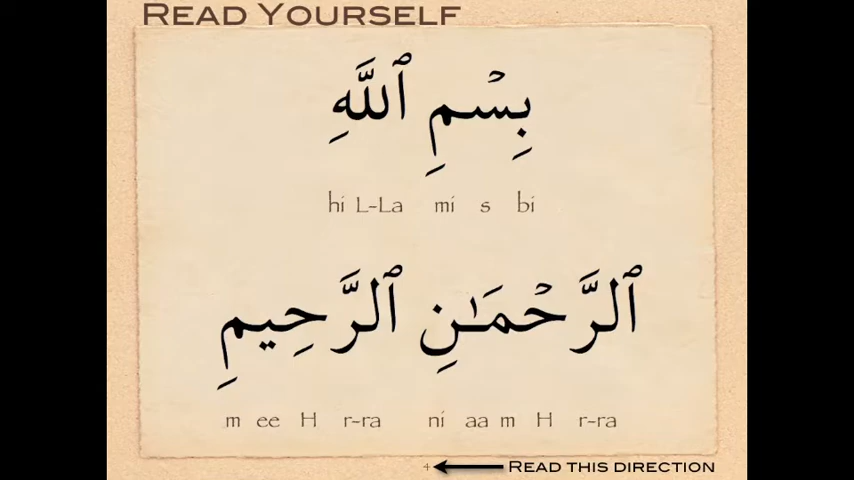 READ YOURSELF
بِسْمِ ٱللَّهِ
hi L-La mi s bi
ٱلرَّحْمَـٰنِ ٱلرَّحِيمِ
m ee H r-ra ni aa m H r-ra
+ READ THIS DIRECTION